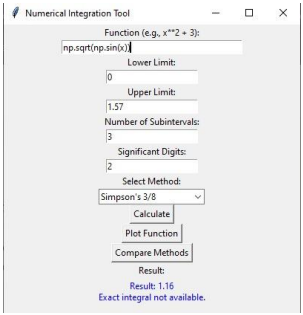 Numerical Integration Tool
Function (e.g., x**2 + 3):
np.sqrt(np.sin(x))
Lower Limit:
0
Upper Limit:
1.57
Number of Subintervals:
3
Significant Digits:
2
Select Method:
Simpson's 3/8
Calculate
Plot Function
Compare Methods
Result:
Result: 1.16
Exact integral not available.